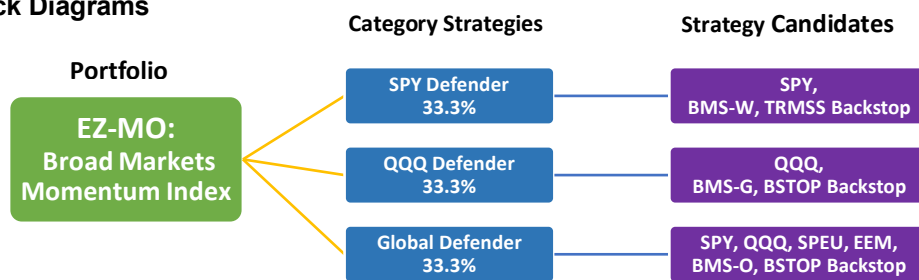 ck Diagrams
Category Strategies
Strategy Candidates
Portfolio
EZ-MO:
Broad Markets
Momentum Index
SPY Defender
33.3%
SPY,
BMS-W, TRMSS Backstop
QQQ Defender
33.3%
QQQ,
BMS-G, BSTOP Backstop
Global Defender
33.3%
SPY, QQQ, SPEU, EEM,
BMS-O, BSTOP Backstop